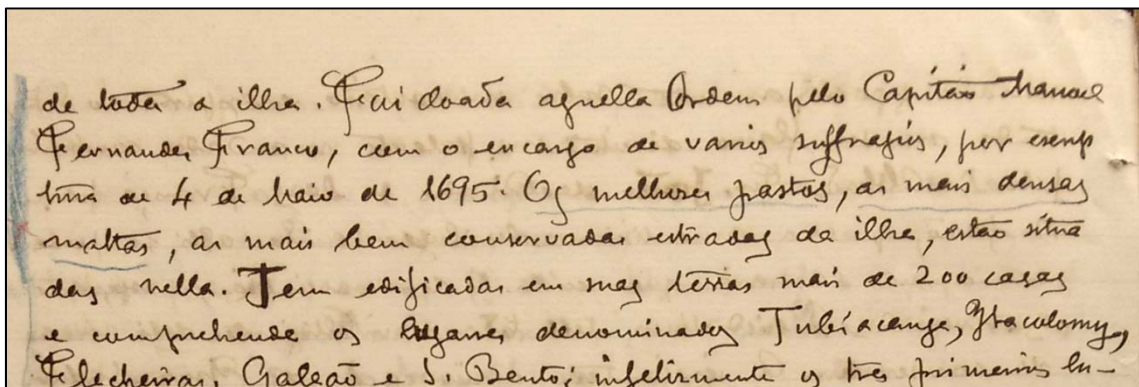 de toda a ilha. Foi doada aquella Ordem pelo Capitão Manoel
Fernandes Franco, com o encargo de varios suffragios, por escrip
tura de 4 de Maio de 1695. Os melhores pastos, as mais densas
mattas, as mais bem conservadas estradas da ilha, estão situa
das nella. Tem edificadas em suas terras mais de 200 casas
e comprehende os lugares denominados Tubiacanga, Itacolomy,
Flecheiras, Galeão e S. Bento; infelizmente os tres primeiros lu-